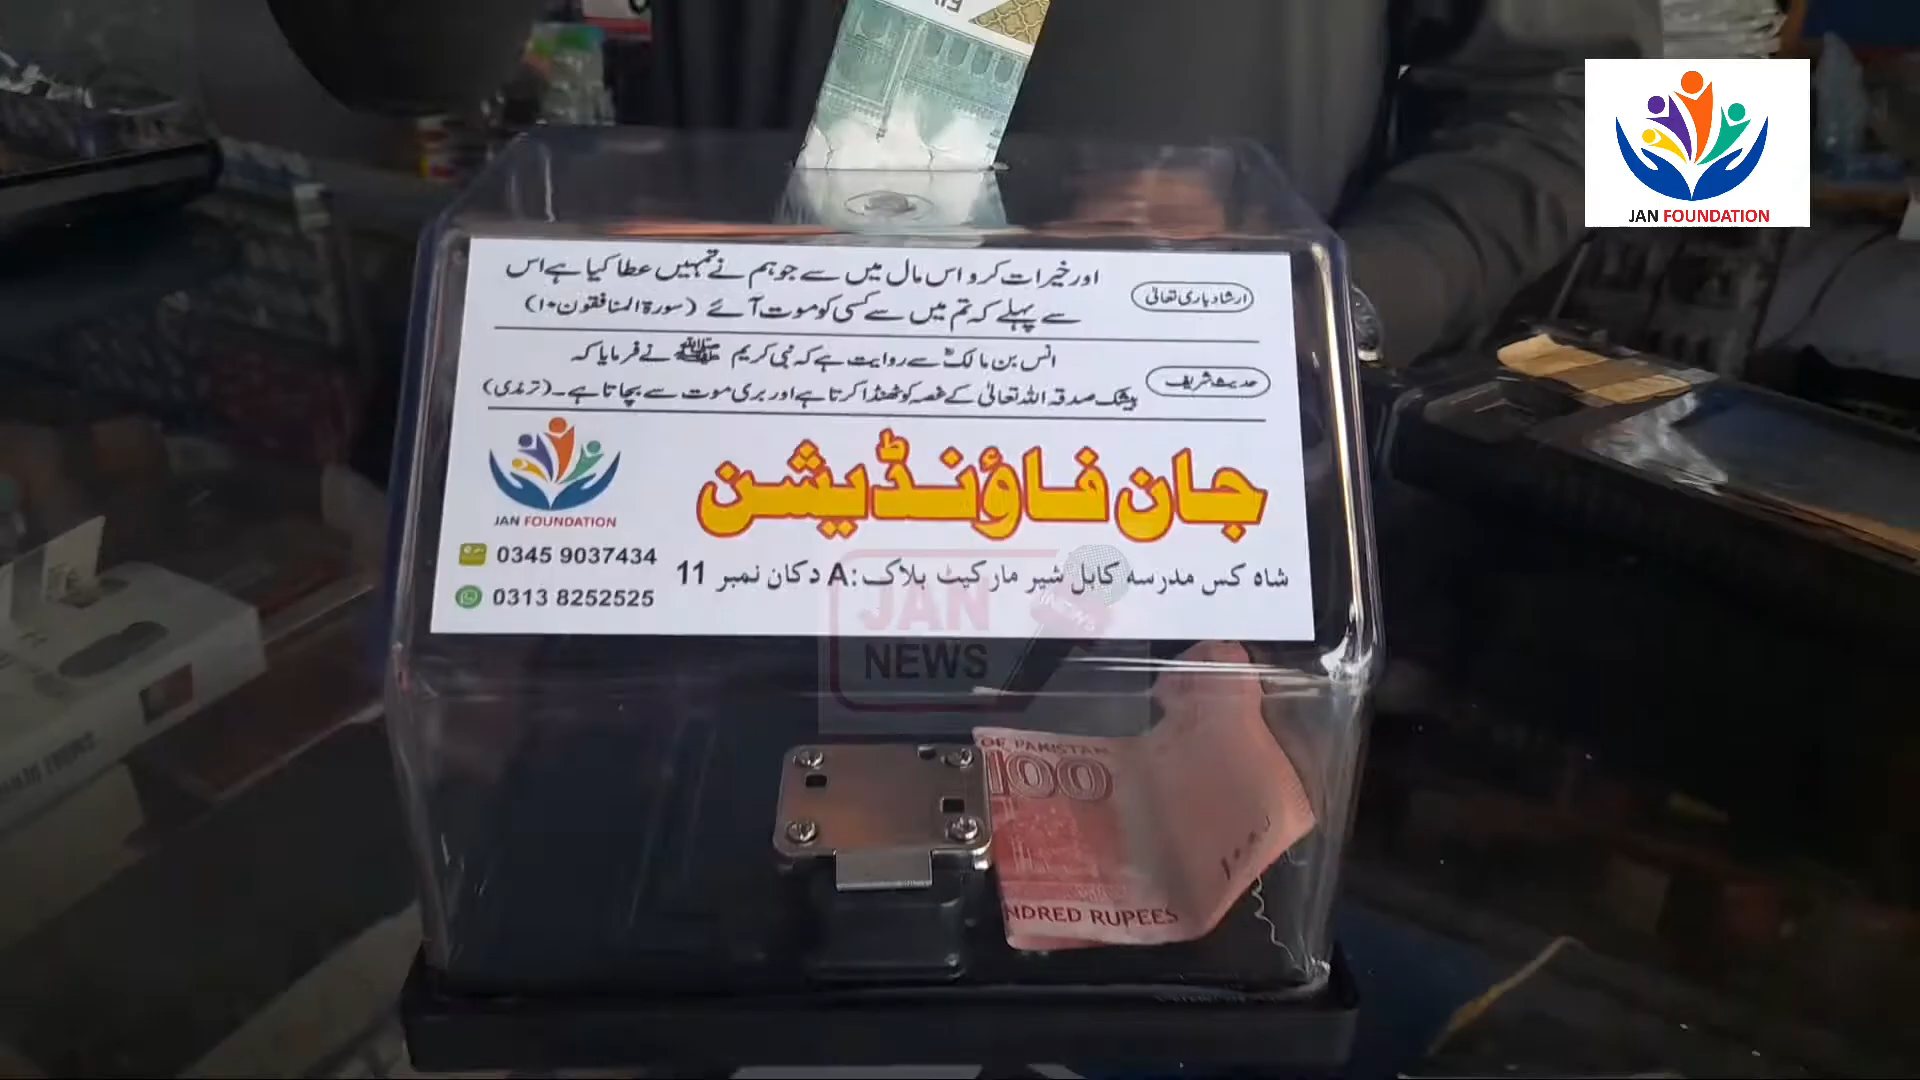 JAN FOUNDATION
ارشاد باری تعالیٰ
اور خیرات کرو اس مال میں سے جو ہم نے تمہیں عطا کیا ہے اس
سے پہلے کہ تم میں سے کسی کو موت آئے (سورۃ المنافقون ۱۰)
حدیث شریف
انس بن مالکؓ سے روایت ہے کہ نبی کریم ﷺ نے فرمایا کہ
بیشک صدقہ اللہ تعالیٰ کے غصہ کو ٹھنڈا کرتا ہے اور بری موت سے بچاتا ہے۔ (ترمذی)
جان فاؤنڈیشن
JAN FOUNDATION
0345 9037434
شاہ کس مدرسہ کابل شیر مارکیٹ بلاک: A دکان نمبر 11
0313 8252525
JAN
NEWS
OF PAKISTAN
100
NDRED RUPEES